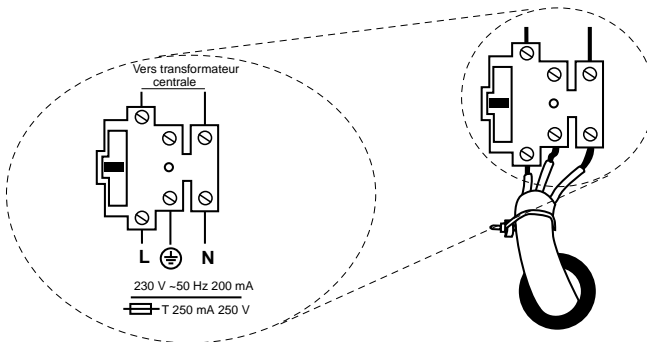 Vers transformateur
centrale
L N
230 V ~50 Hz 200 mA
T 250 mA 250 V